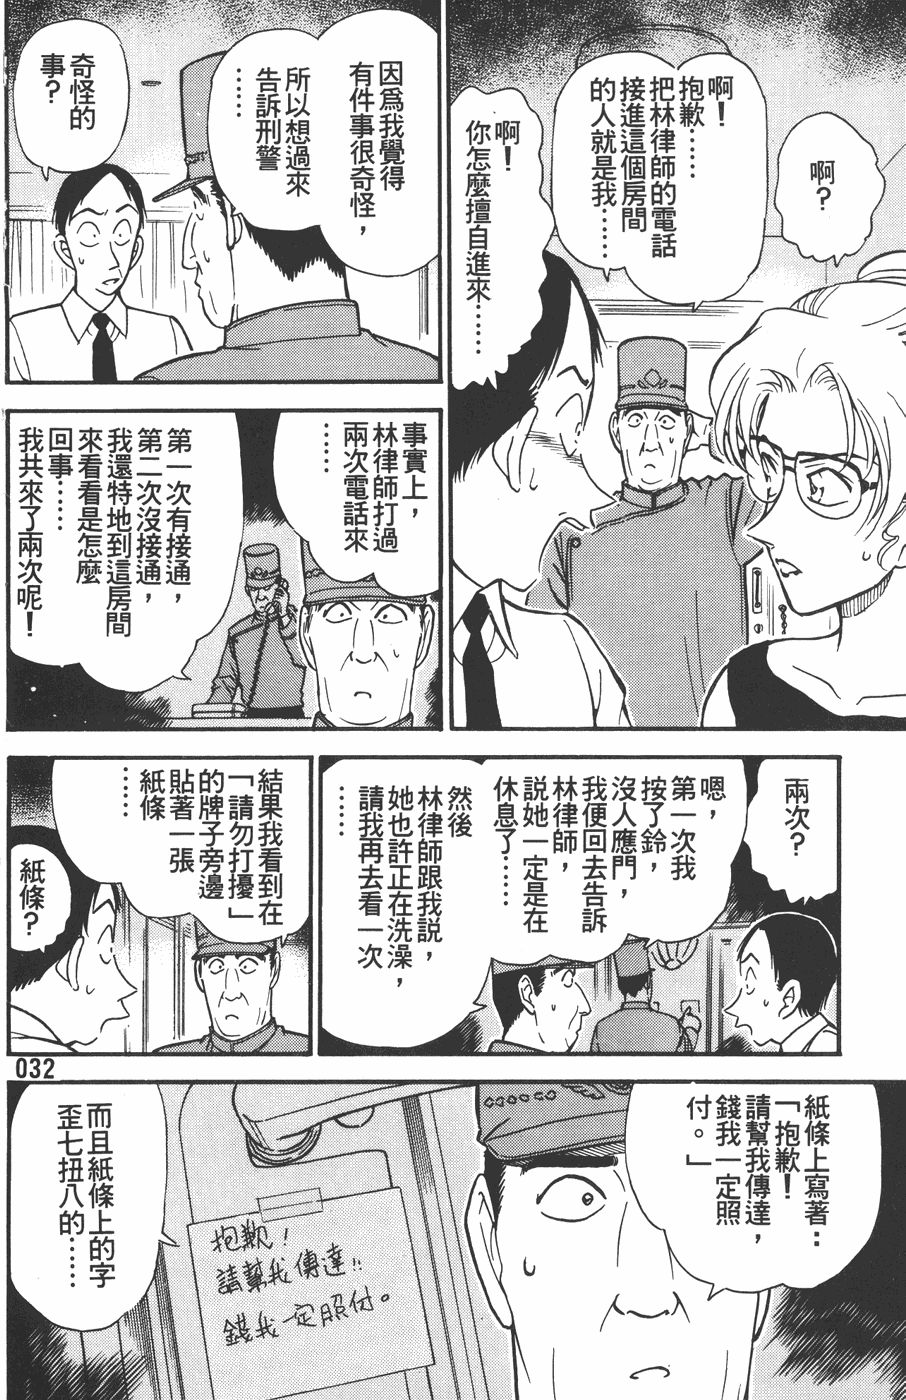 啊?
啊!
抱歉……
把林律師的電話
接進這個房間
的人就是我……
啊!
你怎麼擅自進來……
因為我覺得
有件事很奇怪,
所以想過來
告訴刑警
……
奇怪的
事?
事實上,
林律師打過
兩次電話來
……
第一次有接通,
第二次沒接通,
我還特地到這房間
來看看是怎麼
回事……
我共來了兩次呢!
兩次?
嗯,
第一次我
按了鈴,
沒人應門,
我便回去告訴
林律師,
說她一定是在
休息了……
然後
林律師跟我說,
她也許正在洗澡,
請我再去看一次
……
結果我看到在
「請勿打擾」
的牌子旁邊
貼著一張
紙條
……
紙條?
032
紙條上寫著:
「抱歉!
請幫我傳達,
錢我一定照
付。」
抱歉!
請幫我傳達!!
錢我一定照付。
而且紙條上的字
歪七扭八的……